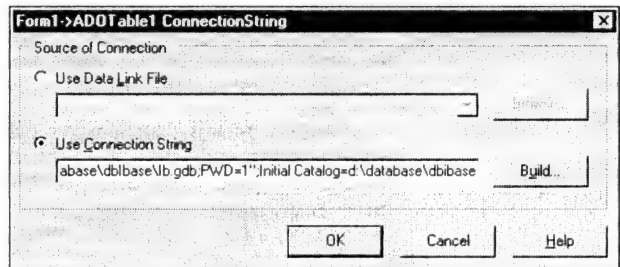 Form1->ADOTable1 ConnectionString
Source of Connection
Use Data Link File
Use Connection String
abase\dblbase\lb.gdb;PWD=1";Initial Catalog=d:\database\dbibase
Build...
OK
Cancel
Help